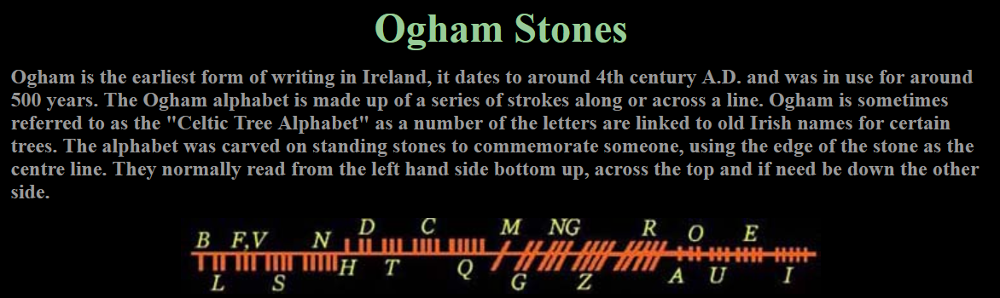 Ogham Stones
Ogham is the earliest form of writing in Ireland, it dates to around 4th century A.D. and was in use for around
500 years. The Ogham alphabet is made up of a series of strokes along or across a line. Ogham is sometimes
referred to as the "Celtic Tree Alphabet" as a number of the letters are linked to old Irish names for certain
trees. The alphabet was carved on standing stones to commemorate someone, using the edge of the stone as the
centre line. They normally read from the left hand side bottom up, across the top and if need be down the other
side.
B F,V N D C M NG R O E
L S H T Q G Z A U I